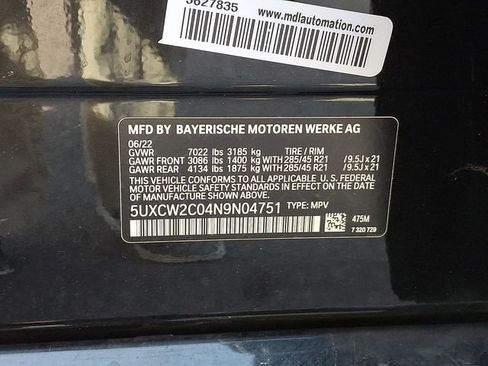 5627835
www.mdlautomation.com
MFD BY BAYERISCHE MOTOREN WERKE AG
06/22
GVWR 7022 lbs 3185 kg TIRE / RIM
GAWR FRONT 3086 lbs 1400 kg WITH 285/45 R21 / 9.5J x 21
GAWR REAR 4134 lbs 1875 kg WITH 285/45 R21 / 9.5J x 21
THIS VEHICLE CONFORMS TO ALL APPLICABLE
U.S. FEDERAL MOTOR VEHICLE SAFETY STANDARDS IN
EFFECT ON THE DATE OF MANUFACTURE SHOWN ABOVE.
5UXCW2C04N9N04751 TYPE: MPV
475M
7 320 729